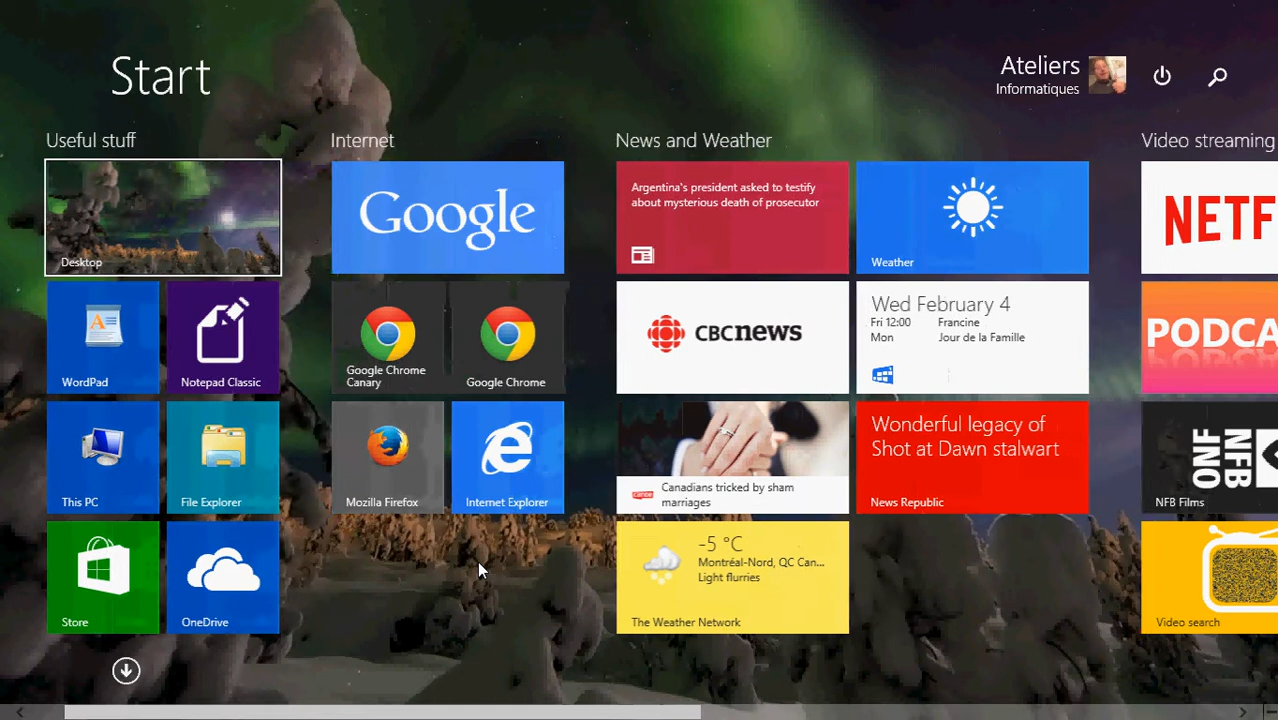 Start
Ateliers
Informatiques
Useful stuff
Desktop
WordPad
Notepad Classic
This PC
File Explorer
Store
OneDrive
Internet
Google
Google Chrome
Canary
Google Chrome
Mozilla Firefox
Internet Explorer
News and Weather
Argentina's president asked to testify
about mysterious death of prosecutor
Weather
CBCnews
Wed February 4
Fri 12:00 Francine
Mon Jour de la Famille
Canadians tricked by sham
marriages
Wonderful legacy of
Shot at Dawn stalwart
News Republic
-5 °C
Montréal-Nord, QC Can...
Light flurries
The Weather Network
Video streaming
NETF
PODCA
ONF
NFB
NFB Films
Video search